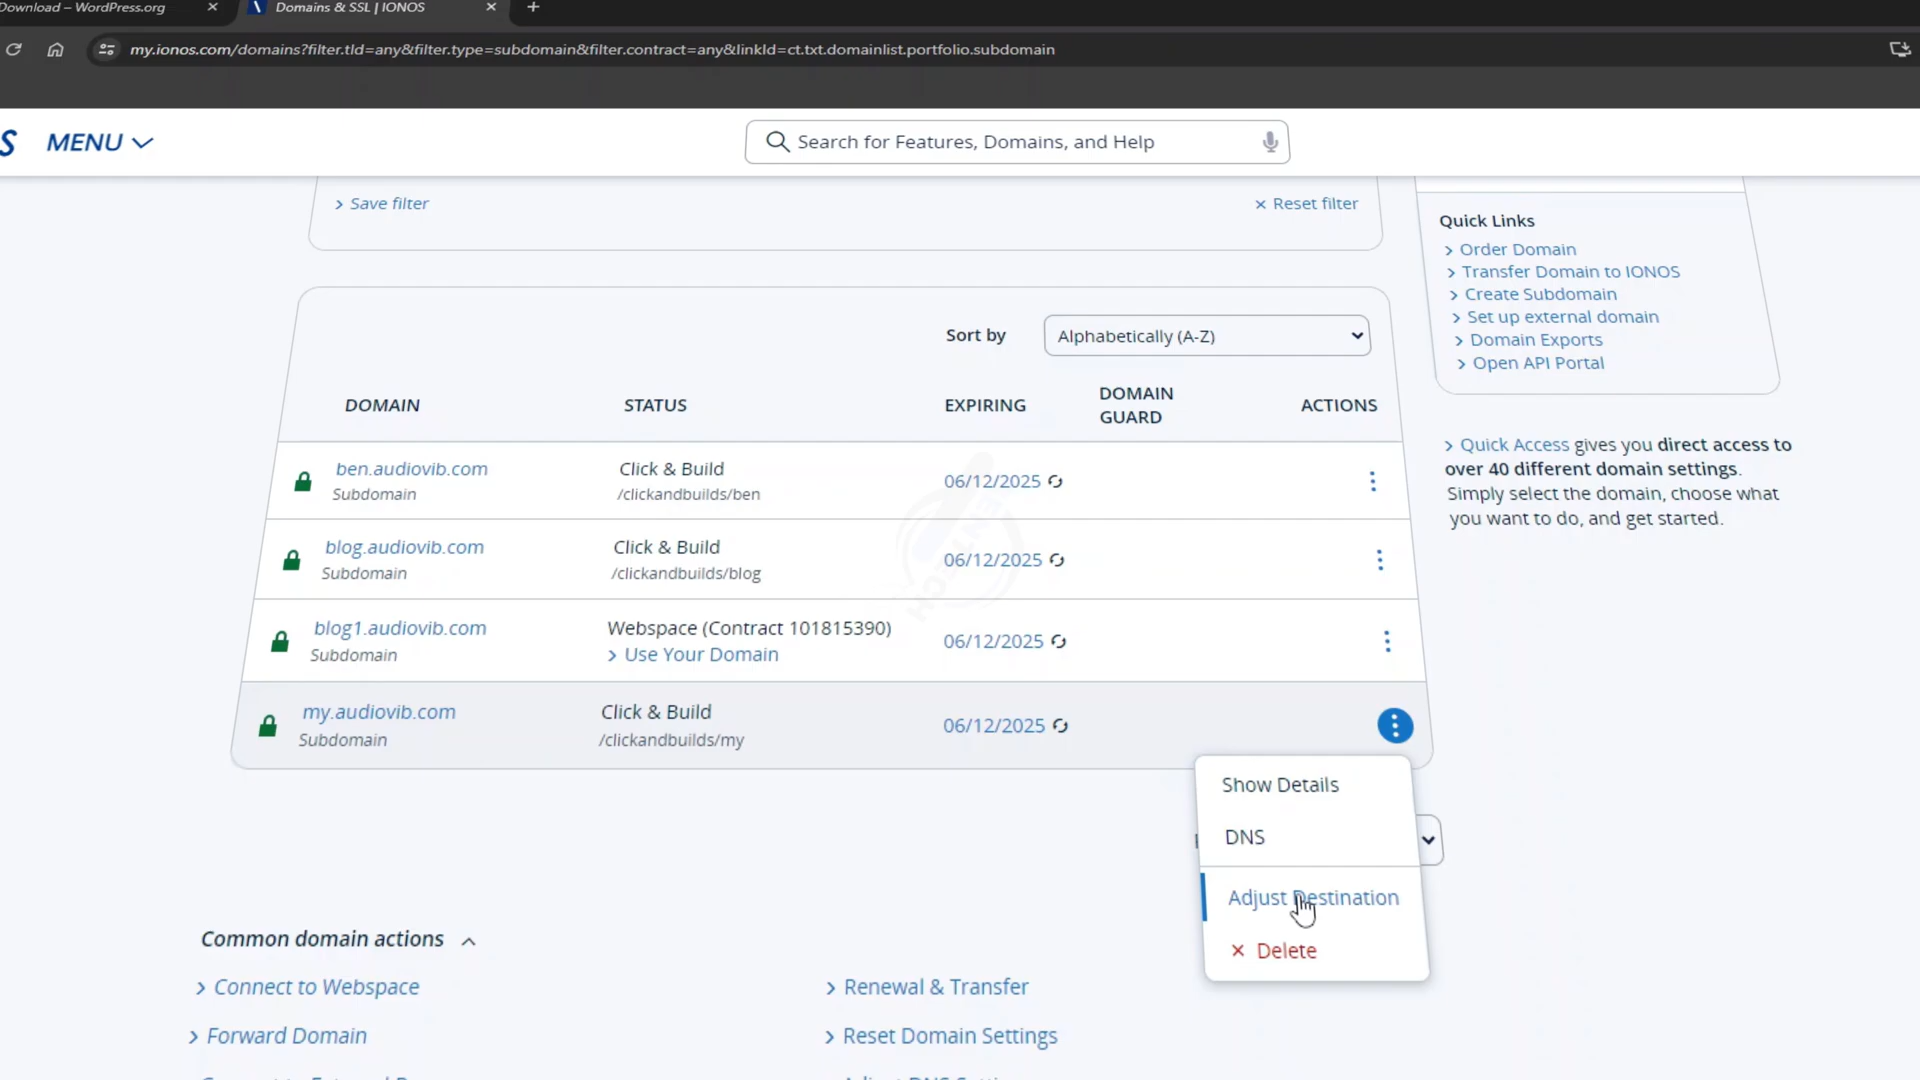 Download – WordPress.org
Domains & SSL | IONOS
my.ionos.com/domains?filter.tld=any&filter.type=subdomain&filter.contract=any&linkId=ct.txt.domainlist.portfolio.subdomain
S MENU
Search for Features, Domains, and Help
Save filter
Reset filter
Quick Links
Order Domain
Transfer Domain to IONOS
Create Subdomain
Set up external domain
Domain Exports
Open API Portal
Quick Access gives you direct access to
over 40 different domain settings.
Simply select the domain, choose what
you want to do, and get started.
Sort by Alphabetically (A-Z)
DOMAIN STATUS EXPIRING DOMAIN GUARD ACTIONS
ben.audiovib.com Click & Build 06/12/2025
Subdomain /clickandbuilds/ben
blog.audiovib.com Click & Build 06/12/2025
Subdomain /clickandbuilds/blog
blog1.audiovib.com Webspace (Contract 101815390) 06/12/2025
Subdomain Use Your Domain
my.audiovib.com Click & Build 06/12/2025
Subdomain /clickandbuilds/my
Show Details
DNS
Adjust Destination
Delete
Common domain actions
Connect to Webspace
Renewal & Transfer
Forward Domain
Reset Domain Settings